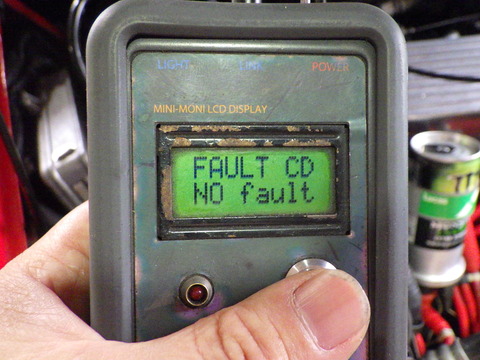 LIGHT LINK POWER
MINI-MONI LCD DISPLAY
FAULT CD
NO fault